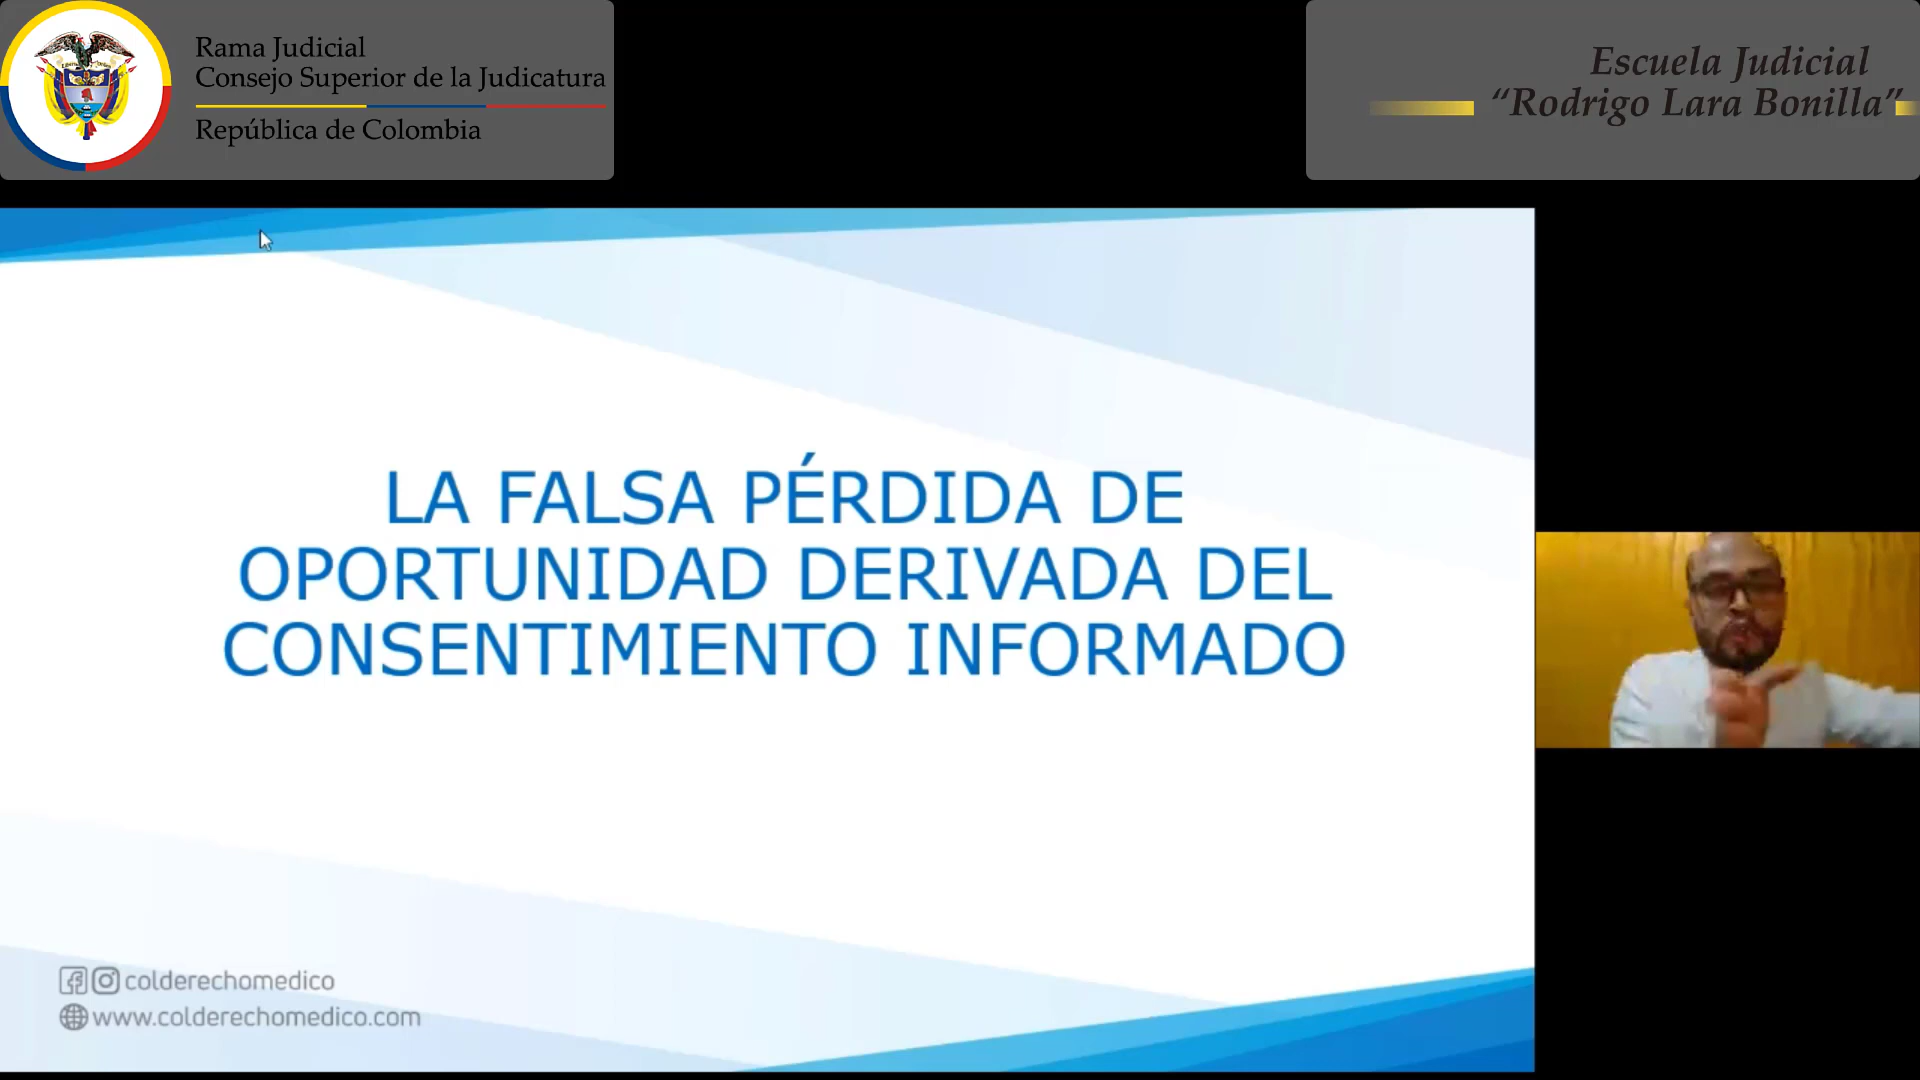 Rama Judicial
Consejo Superior de la Judicatura
República de Colombia
Escuela Judicial
“Rodrigo Lara Bonilla”
LA FALSA PÉRDIDA DE
OPORTUNIDAD DERIVADA DEL
CONSENTIMIENTO INFORMADO
colderechomedico
www.colderechomedico.com